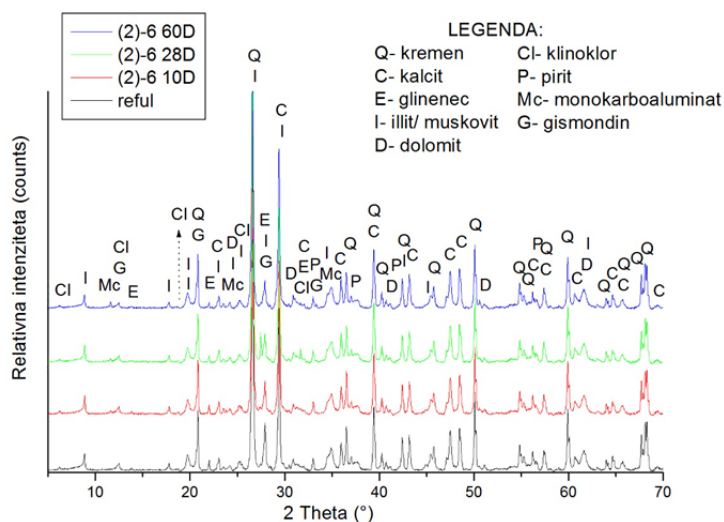 (2)-6 60D
(2)-6 28D
(2)-6 10D
reful
LEGENDA:
Q- kremen
C- kalcit
E- glinenec
I- illit/ muskovit
D- dolomit
Cl- klinoklor
P- pirit
Mc- monokarboaluminat
G- gismondin
Q
I
C
I
Cl
I
Mc
Cl
G
E
I
Cl
I
I
Q
G
E
C
I
D
I
Mc
Cl
I
E
I
G
D
C
E
Cl
P
G
I
Mc
C
Q
P
Q
C
Q
D
P
Q
C
I
Q
C
C
Q
D
Q
Q
P
C
Q
C
Q
C
I
D
Q
C
Q
C
Q
Q
C
Relativna intenziteta (counts)
10 20 30 40 50 60 70
2 Theta (°)